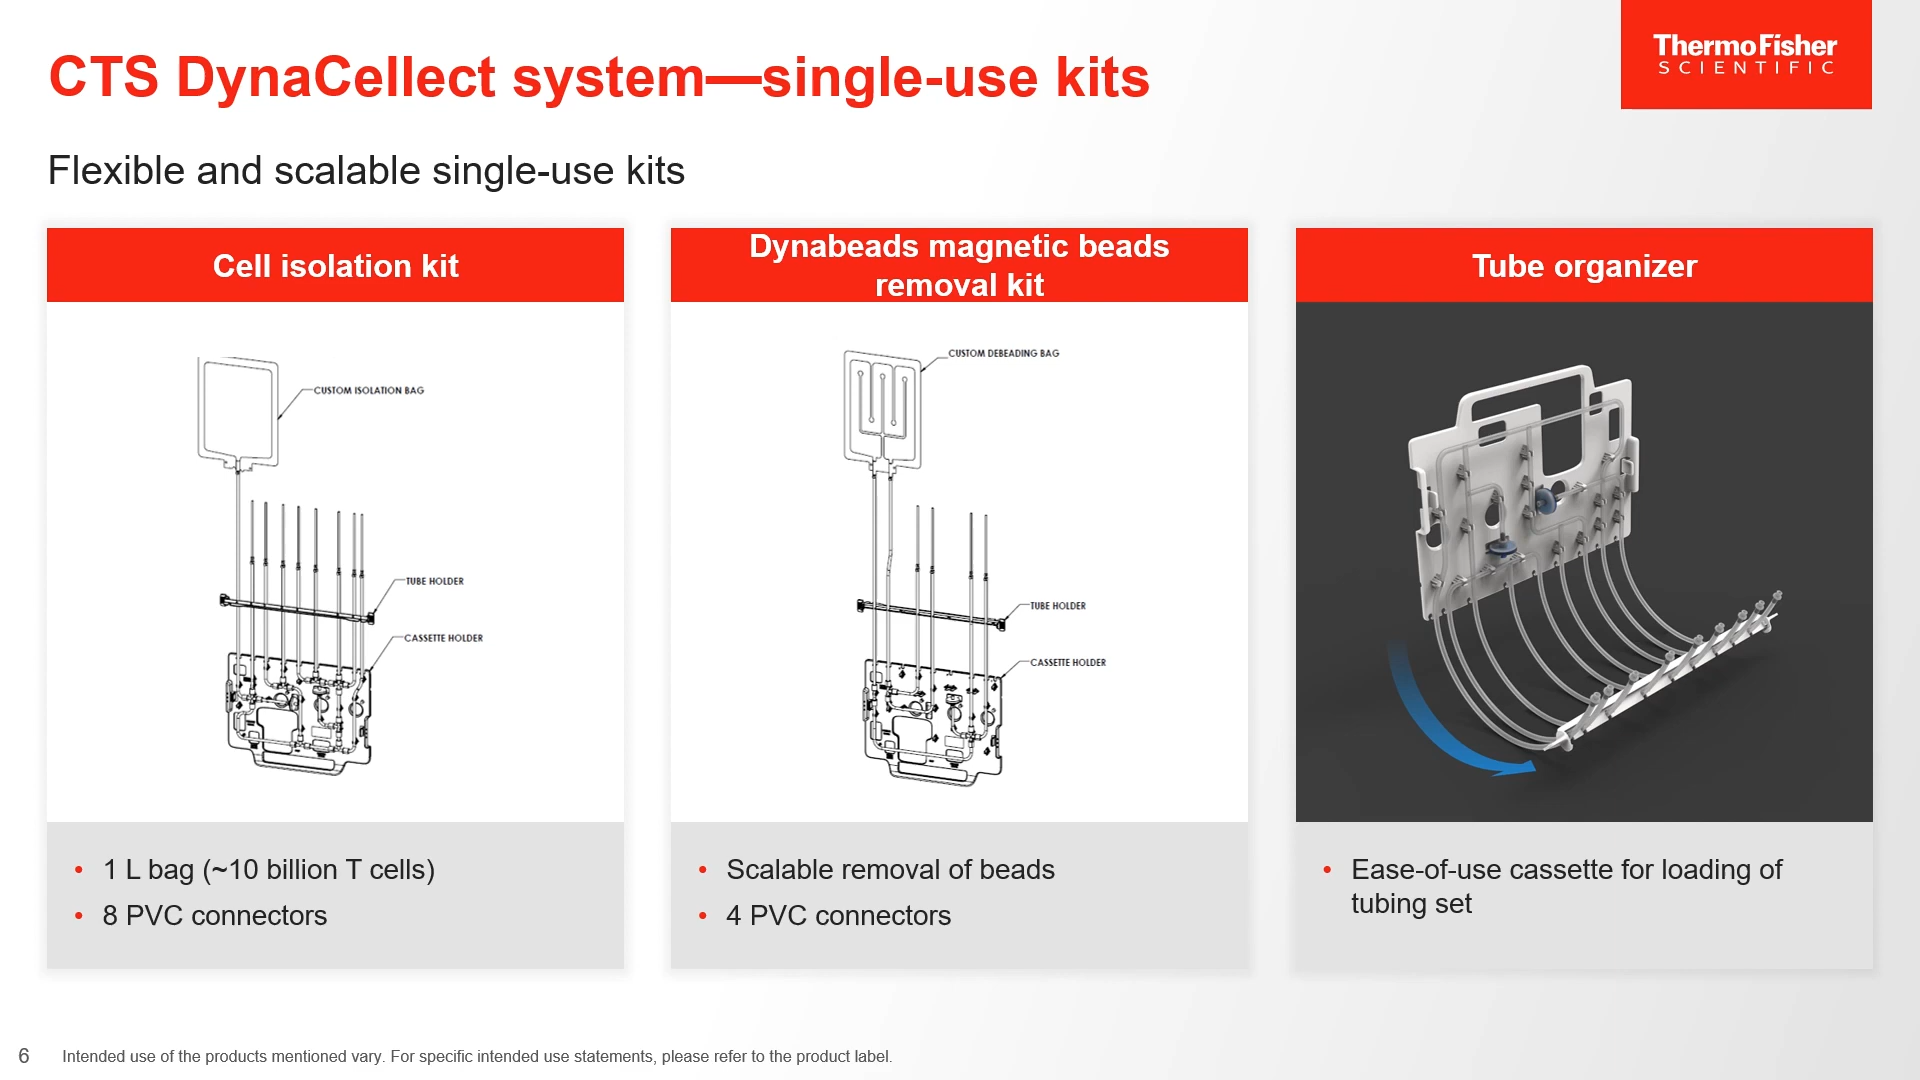 CTS DynaCellect system—single-use kits
ThermoFisher
SCIENTIFIC
Flexible and scalable single-use kits
Cell isolation kit
CUSTOM ISOLATION BAG
TUBE HOLDER
CASSETTE HOLDER
• 1 L bag (~10 billion T cells)
• 8 PVC connectors
Dynabeads magnetic beads
removal kit
CUSTOM DEBEADING BAG
TUBE HOLDER
CASSETTE HOLDER
• Scalable removal of beads
• 4 PVC connectors
Tube organizer
• Ease-of-use cassette for loading of
tubing set
6 Intended use of the products mentioned vary. For specific intended use statements, please refer to the product label.